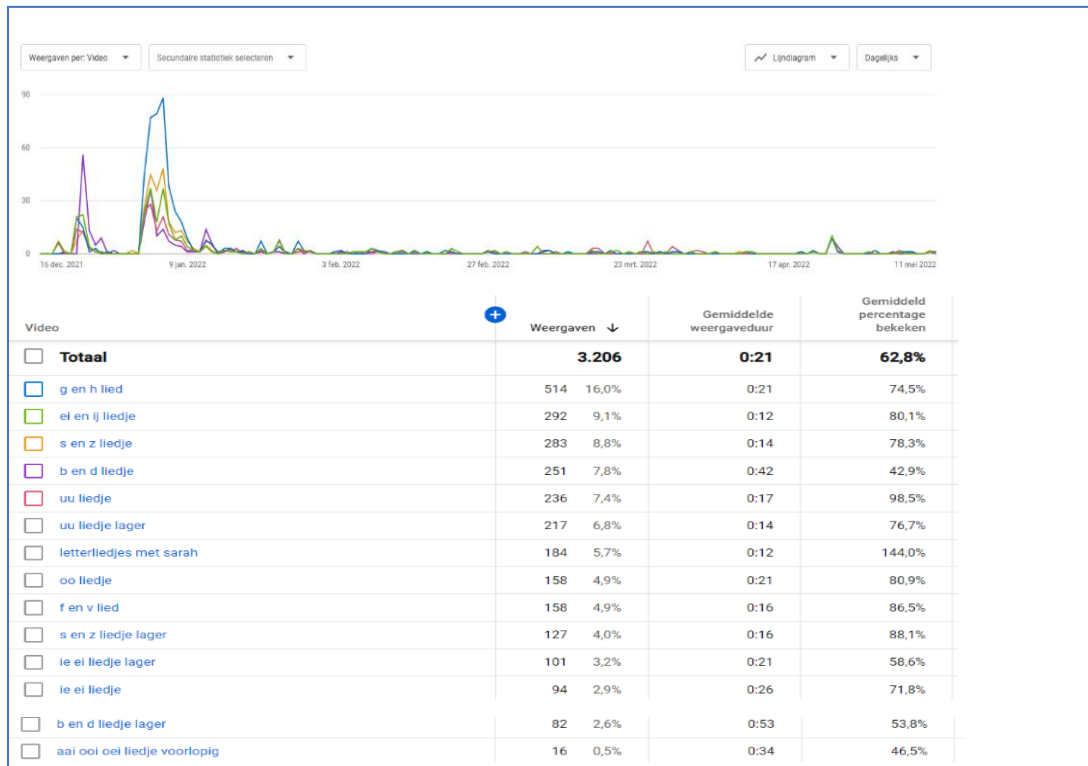 Weergaven per: Video Secundaire statistiek selecteren Lijndiagram Dagelijks
90
60
30
0
16 dec. 2021 9 jan. 2022 3 feb. 2022 27 feb. 2022 23 mrt. 2022 17 apr. 2022 11 mei 2022
Video Weergaven Gemiddelde weergaveduur Gemiddeld percentage bekeken
Totaal 3.206 0:21 62,8%
g en h lied 514 16,0% 0:21 74,5%
ei en ij liedje 292 9,1% 0:12 80,1%
s en z liedje 283 8,8% 0:14 78,3%
b en d liedje 251 7,8% 0:42 42,9%
uu liedje 236 7,4% 0:17 98,5%
uu liedje lager 217 6,8% 0:14 76,7%
letterliedjes met sarah 184 5,7% 0:12 144,0%
oo liedje 158 4,9% 0:21 80,9%
f en v lied 158 4,9% 0:16 86,5%
s en z liedje lager 127 4,0% 0:16 88,1%
ie ei liedje lager 101 3,2% 0:21 58,6%
ie ei liedje 94 2,9% 0:26 71,8%
b en d liedje lager 82 2,6% 0:53 53,8%
aai ooi oei liedje voorlopig 16 0,5% 0:34 46,5%